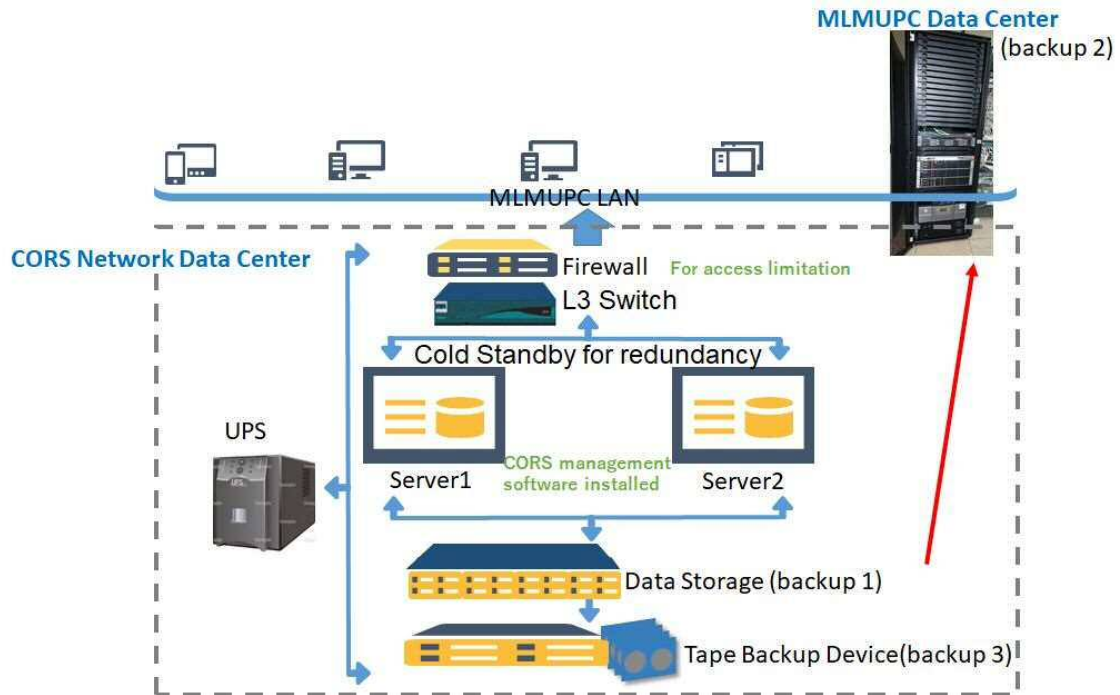 MLMUPC Data Center
(backup 2)
MLMUPC LAN
CORS Network Data Center
Firewall
For access limitation
L3 Switch
Cold Standby for redundancy
UPS
UPS
Server1
CORS management
software installed
Server2
Data Storage (backup 1)
Tape Backup Device(backup 3)